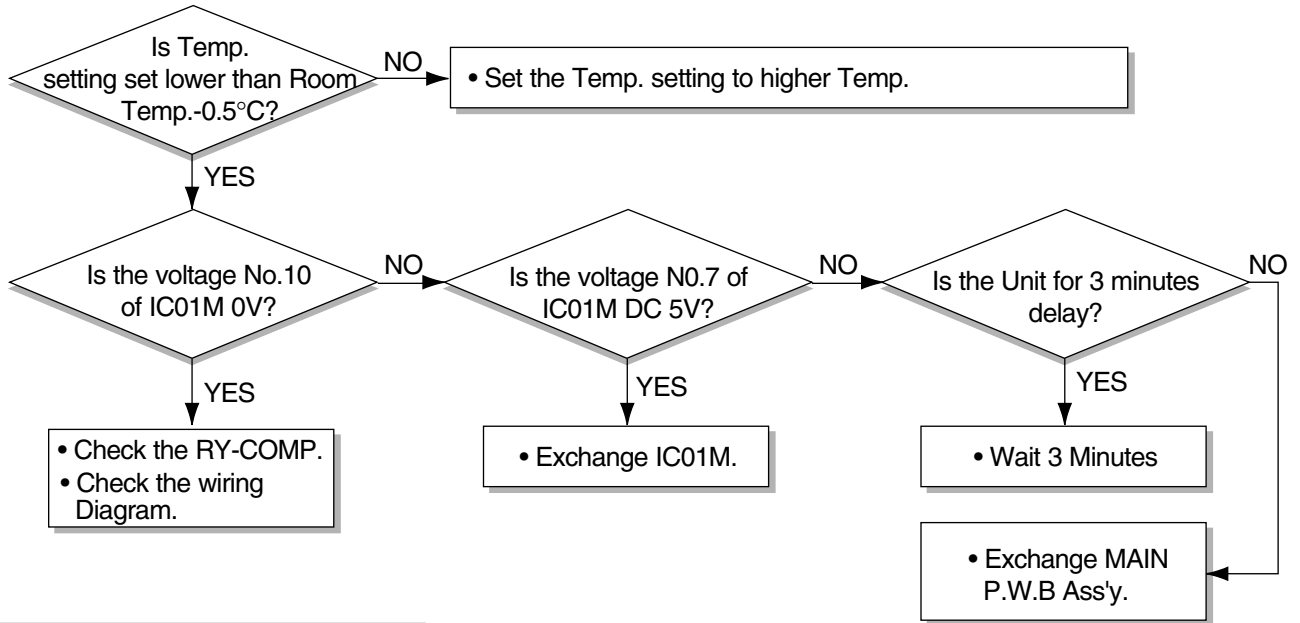 Is Temp.
setting set lower than Room
Temp.-0.5°C?
NO
• Set the Temp. setting to higher Temp.
YES
Is the voltage No.10
of IC01M 0V?
NO
Is the voltage N0.7 of
IC01M DC 5V?
NO
Is the Unit for 3 minutes
delay?
NO
YES
YES
YES
• Check the RY-COMP.
• Check the wiring
Diagram.
• Exchange IC01M.
• Wait 3 Minutes
• Exchange MAIN
P.W.B Ass'y.